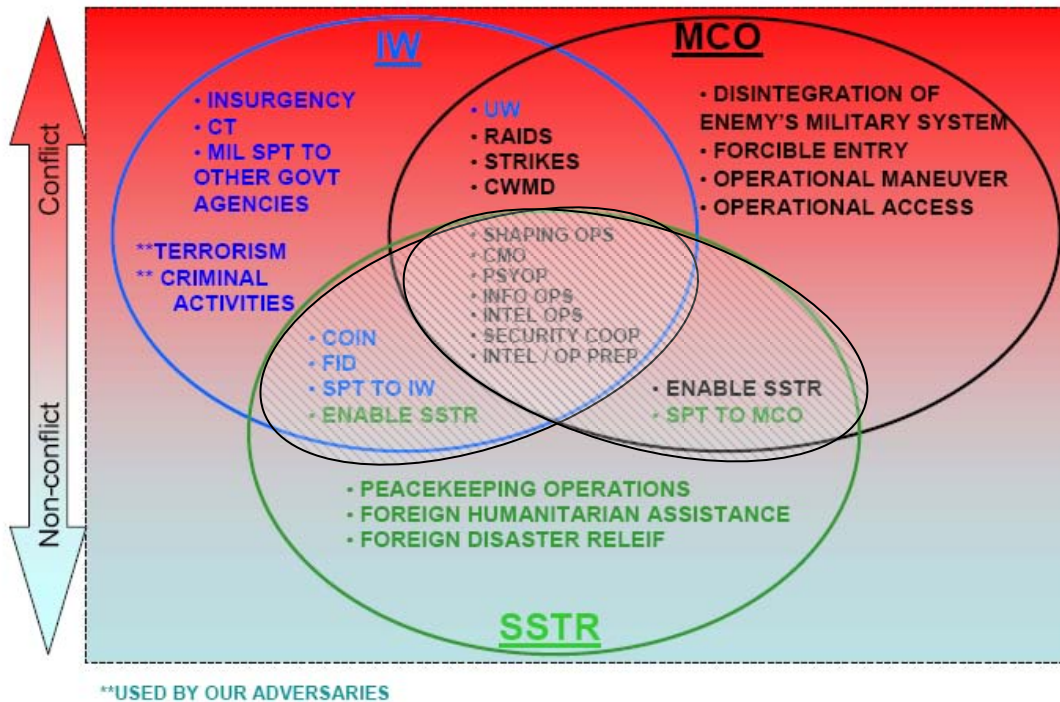 Conflict
Non-conflict
IW
• INSURGENCY
• CT
• MIL SPT TO
OTHER GOVT
AGENCIES
**TERRORISM
** CRIMINAL
ACTIVITIES
• UW
• RAIDS
• STRIKES
• CWMD
MCO
• DISINTEGRATION OF
ENEMY'S MILITARY SYSTEM
• FORCIBLE ENTRY
• OPERATIONAL MANEUVER
• OPERATIONAL ACCESS
• SHAPING OPS
• CMO
• PSYOP
• INFO OPS
• INTEL OPS
• SECURITY COOP
• INTEL / OP PREP
• COIN
• FID
• SPT TO IW
• ENABLE SSTR
• ENABLE SSTR
• SPT TO MCO
• PEACEKEEPING OPERATIONS
• FOREIGN HUMANITARIAN ASSISTANCE
• FOREIGN DISASTER RELEIF
SSTR
**USED BY OUR ADVERSARIES